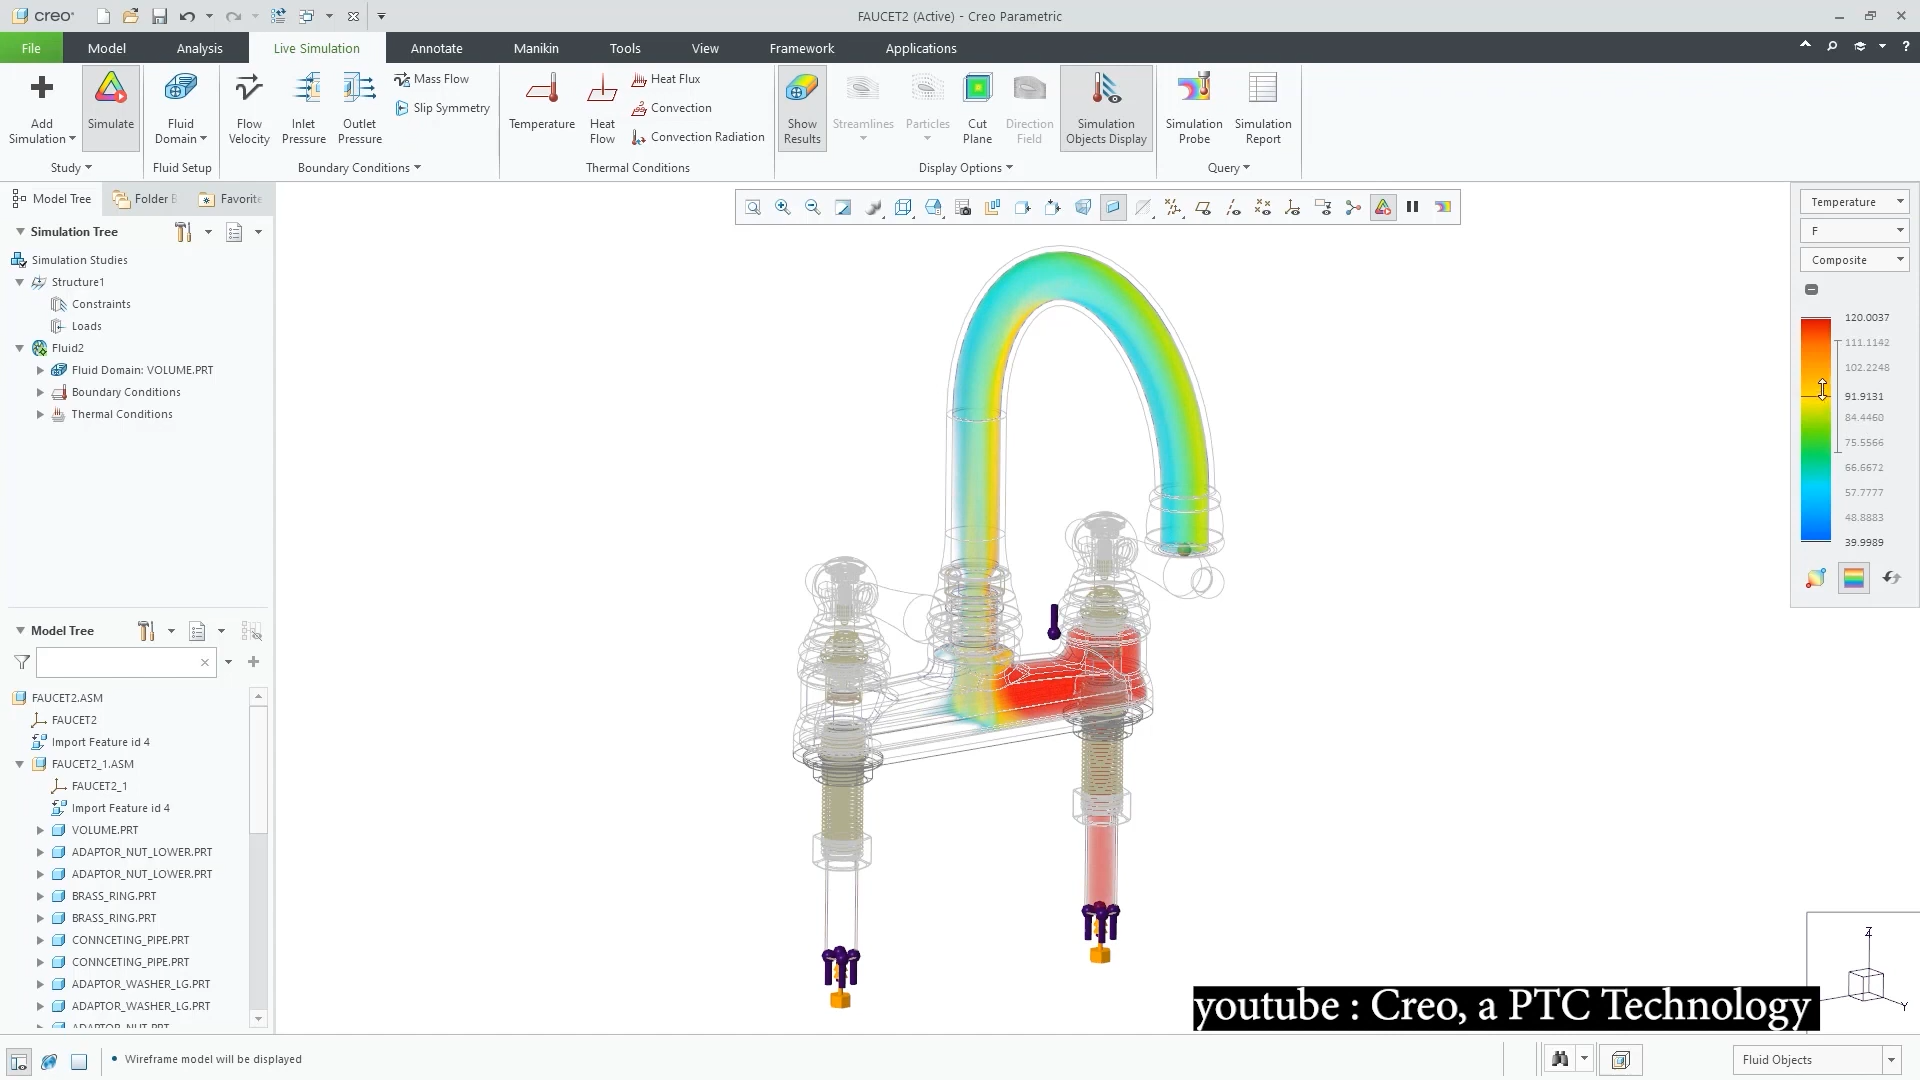 creo
FAUCET2 (Active) - Creo Parametric
File
Model
Analysis
Live Simulation
Annotate
Manikin
Tools
View
Framework
Applications
Add
Simulation
Simulate
Study
Fluid
Domain
Fluid Setup
Flow
Velocity
Inlet
Pressure
Outlet
Pressure
Mass Flow
Slip Symmetry
Boundary Conditions
Temperature
Heat
Flow
Heat Flux
Convection
Convection Radiation
Thermal Conditions
Show
Results
Streamlines
Particles
Cut
Plane
Direction
Field
Simulation
Objects Display
Display Options
Simulation
Probe
Simulation
Report
Query
Model Tree
Folder B
Favorite
Simulation Tree
Simulation Studies
Structure1
Constraints
Loads
Fluid2
Fluid Domain: VOLUME.PRT
Boundary Conditions
Thermal Conditions
Model Tree
FAUCET2.ASM
FAUCET2
Import Feature id 4
FAUCET2_1.ASM
FAUCET2_1
Import Feature id 4
VOLUME.PRT
ADAPTOR_NUT_LOWER.PRT
ADAPTOR_NUT_LOWER.PRT
BRASS_RING.PRT
BRASS_RING.PRT
CONNCETING_PIPE.PRT
CONNCETING_PIPE.PRT
ADAPTOR_WASHER_LG.PRT
ADAPTOR_WASHER_LG.PRT
ADAPTOR_NUT.PRT
Temperature
F
Composite
120.0037
111.1142
102.2248
91.9131
84.4460
75.5566
66.6672
57.7777
48.8883
39.9989
Z
Y
youtube : Creo, a PTC Technology
Wireframe model will be displayed
Fluid Objects